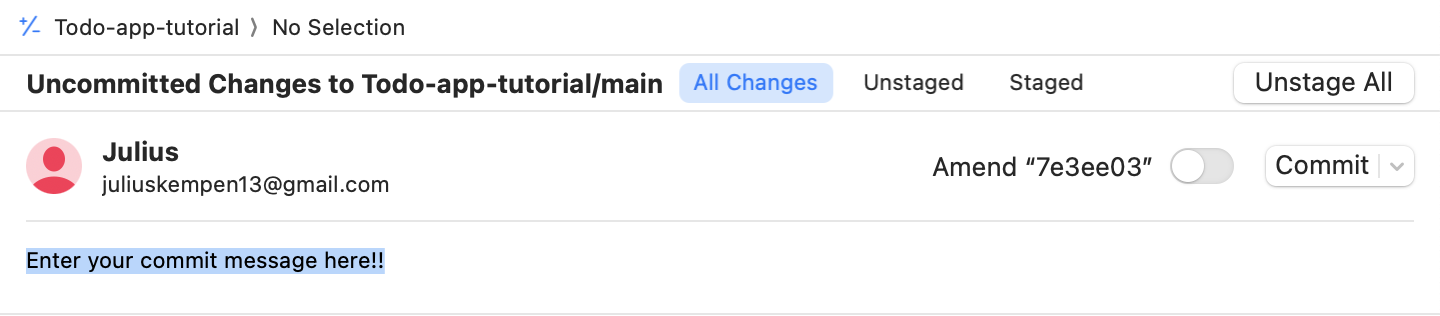 Todo-app-tutorial ⟩ No Selection
Uncommitted Changes to Todo-app-tutorial/main All Changes Unstaged Staged Unstage All
Julius
juliuskempen13@gmail.com
Amend “7e3ee03” Commit
Enter your commit message here!!